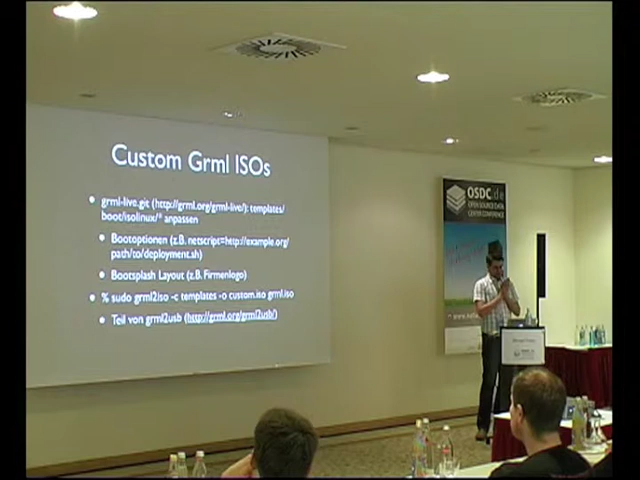 Custom Grml ISOs
• grml-live.git (http://grml.org/grml-live/): templates/
boot/isolinux/* anpassen
• Bootoptionen (z.B. netscript=http://example.org/
path/to/deployment.sh)
• Bootsplash Layout (z.B. Firmenlogo)
• % sudo grml2iso -c templates -o custom.iso grml.iso
• Teil von grml2usb (http://grml.org/grml2usb/)
OSDC.de
OPEN SOURCE DATA
CENTER CONFERENCE